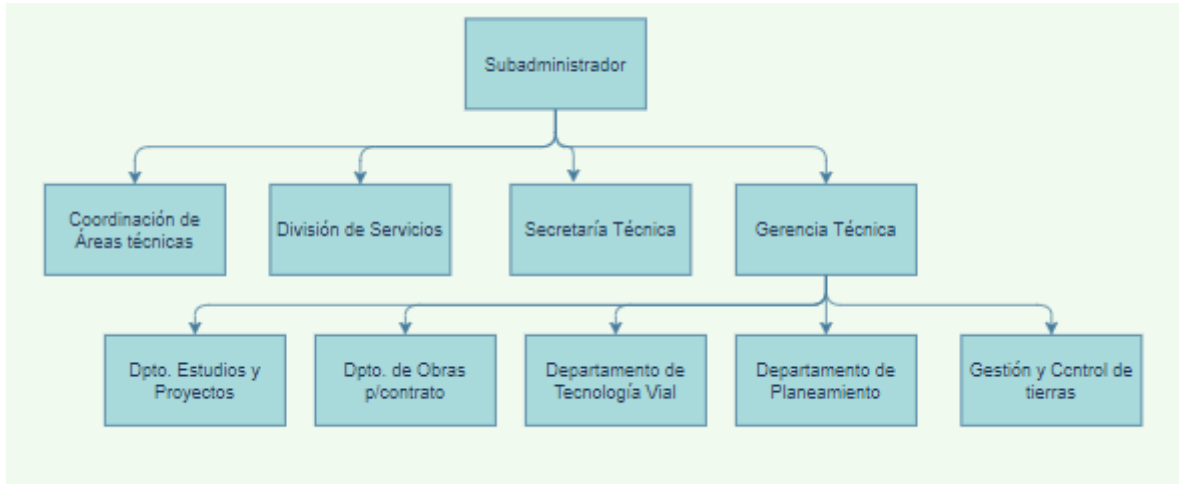 Subadministrador
Coordinación de
Áreas técnicas
División de Servicios
Secretaría Técnica
Gerencia Técnica
Dpto. Estudios y
Proyectos
Dpto. de Obras
p/contrato
Departamento de
Tecnología Vial
Departamento de
Planeamiento
Gestión y Control de
tierras